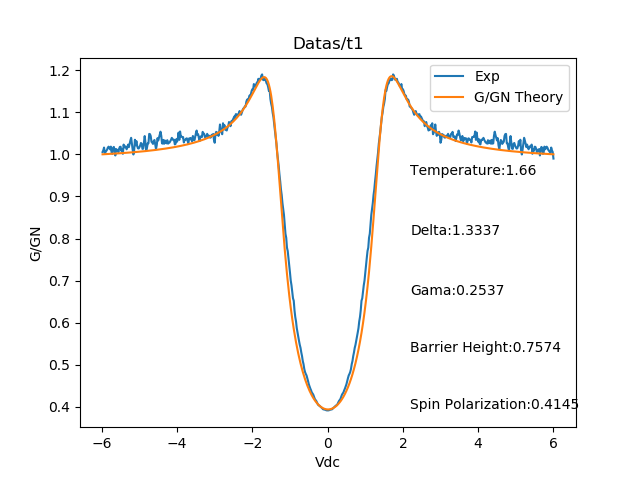 Datas/t1
Exp
G/GN Theory
1.2
1.1
1.0
0.9
0.8
0.7
0.6
0.5
0.4
G/GN
Temperature:1.66
Delta:1.3337
Gama:0.2537
Barrier Height:0.7574
Spin Polarization:0.4145
−6 −4 −2 0 2 4 6
Vdc